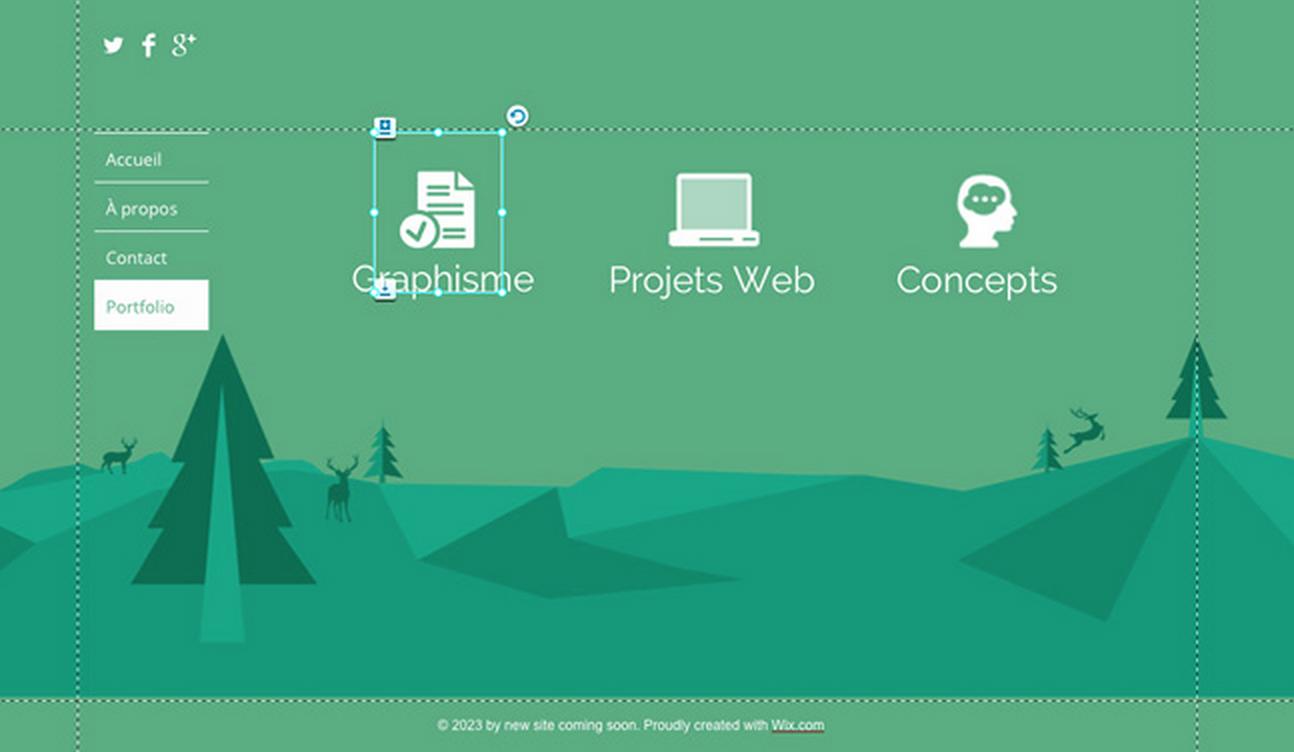 Accueil
À propos
Contact
Portfolio
Graphisme
Projets Web
Concepts
© 2023 by new site coming soon. Proudly created with Wix.com